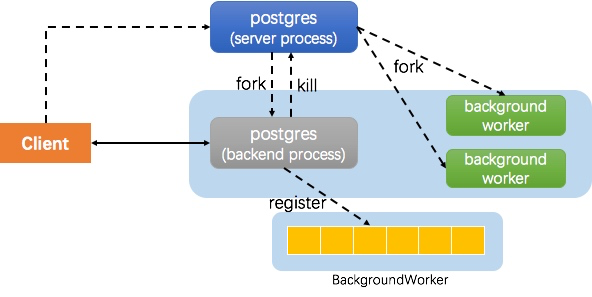 postgres
(server process)
fork
kill
fork
Client
postgres
(backend process)
background
worker
background
worker
register
BackgroundWorker